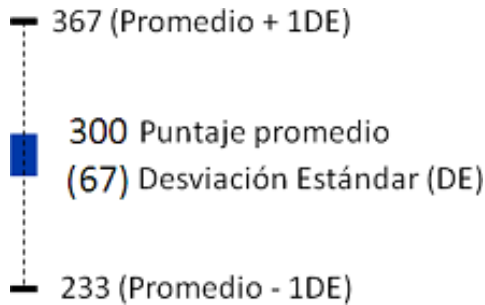 367 (Promedio + 1DE)
300 Puntaje promedio
(67) Desviación Estándar (DE)
233 (Promedio - 1DE)